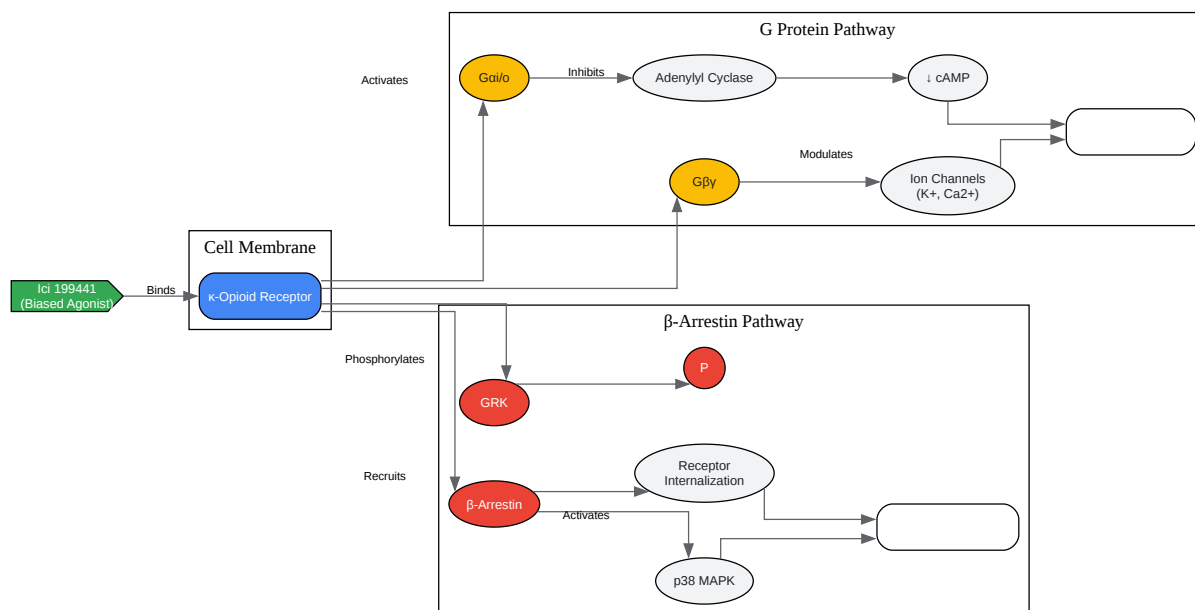 G Protein Pathway
Activates
Gαi/o
Inhibits
Adenylyl Cyclase
↓ cAMP
Gβγ
Modulates
Ion Channels
(K+, Ca2+)
Cell Membrane
Ici 199441
(Biased Agonist)
Binds
κ-Opioid Receptor
β-Arrestin Pathway
Phosphorylates
GRK
P
Recruits
β-Arrestin
Receptor
Internalization
Activates
p38 MAPK